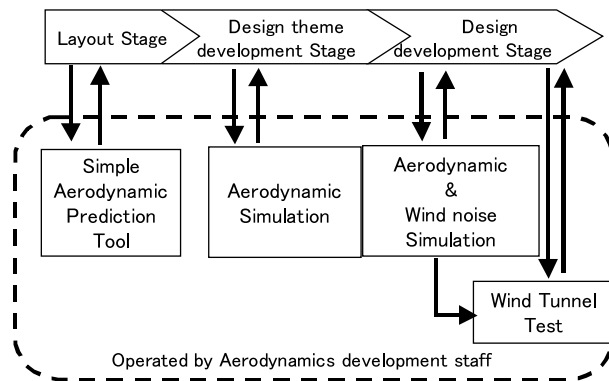 Layout Stage
Design theme
development Stage
Design
development Stage
Simple
Aerodynamic
Prediction
Tool
Aerodynamic
Simulation
Aerodynamic
&
Wind noise
Simulation
Wind Tunnel
Test
Operated by Aerodynamics development staff